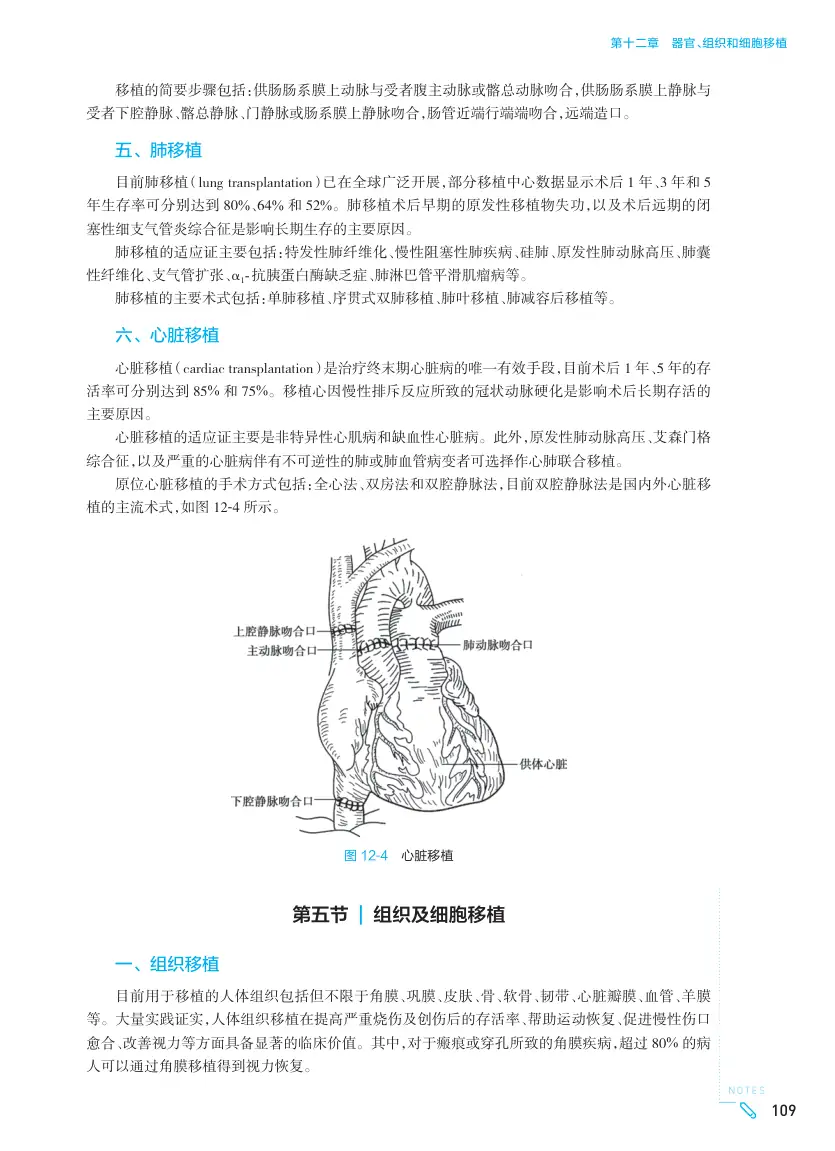 第十二章　器官、组织和细胞移植
移植的简要步骤包括:供肠肠系膜上动脉与受者腹主动脉或髂总动脉吻合,供肠肠系膜上静脉与
受者下腔静脉、髂总静脉、门静脉或肠系膜上静脉吻合,肠管近端行端端吻合,远端造口。
五、肺移植
目前肺移植(lung transplantation)已在全球广泛开展,部分移植中心数据显示术后 1 年、3 年和 5
年生存率可分别达到 80%、64% 和 52%。肺移植术后早期的原发性移植物失功,以及术后远期的闭
塞性细支气管炎综合征是影响长期生存的主要原因。
肺移植的适应证主要包括:特发性肺纤维化、慢性阻塞性肺疾病、硅肺、原发性肺动脉高压、肺囊
性纤维化、支气管扩张、α₁-抗胰蛋白酶缺乏症、肺淋巴管平滑肌瘤病等。
肺移植的主要术式包括:单肺移植、序贯式双肺移植、肺叶移植、肺减容后移植等。
六、心脏移植
心脏移植(cardiac transplantation)是治疗终末期心脏病的唯一有效手段,目前术后 1 年、5 年的存
活率可分别达到 85% 和 75%。移植心因慢性排斥反应所致的冠状动脉硬化是影响术后长期存活的
主要原因。
心脏移植的适应证主要是非特异性心肌病和缺血性心脏病。此外,原发性肺动脉高压、艾森门格
综合征,以及严重的心脏病伴有不可逆性的肺或肺血管病变者可选择作心肺联合移植。
原位心脏移植的手术方式包括:全心法、双房法和双腔静脉法,目前双腔静脉法是国内外心脏移
植的主流术式,如图 12-4 所示。
上腔静脉吻合口
主动脉吻合口
肺动脉吻合口
供体心脏
下腔静脉吻合口
图 12-4　心脏移植
第五节 | 组织及细胞移植
一、组织移植
目前用于移植的人体组织包括但不限于角膜、巩膜、皮肤、骨、软骨、韧带、心脏瓣膜、血管、羊膜
等。大量实践证实,人体组织移植在提高严重烧伤及创伤后的存活率、帮助运动恢复、促进慢性伤口
愈合、改善视力等方面具备显著的临床价值。其中,对于瘢痕或穿孔所致的角膜疾病,超过 80% 的病
人可以通过角膜移植得到视力恢复。
NOTES
109